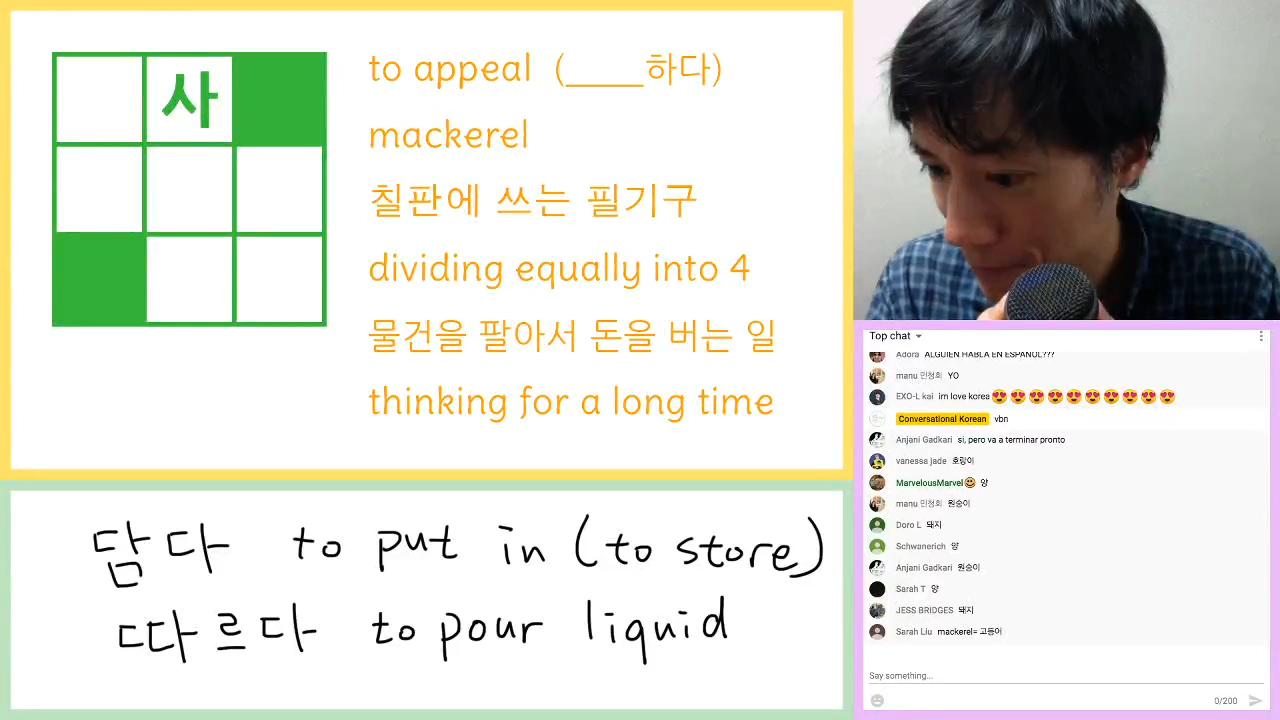 사
to appeal (____하다)
mackerel
칠판에 쓰는 필기구
dividing equally into 4
물건을 팔아서 돈을 버는 일
thinking for a long time
담다 to put in (to store)
따르다 to pour liquid
Top chat
Adora ALGUIEN HABLA EN ESPAÑOL???
manu 민청희 YO
EXO-L kai im love korea😍😍😍😍😍😍😍😍😍😍
Conversational Korean vbn
Anjani Gadkari si, pero va a terminar pronto
vanessa jade 호랑이
MarvelousMarvel😃 양
manu 민청희 원숭이
Doro L 돼지
Schwanerich 양
Anjani Gadkari 원숭이
Sarah T 양
JESS BRIDGES 돼지
Sarah Liu mackerel= 고등어
Say something...
0/200